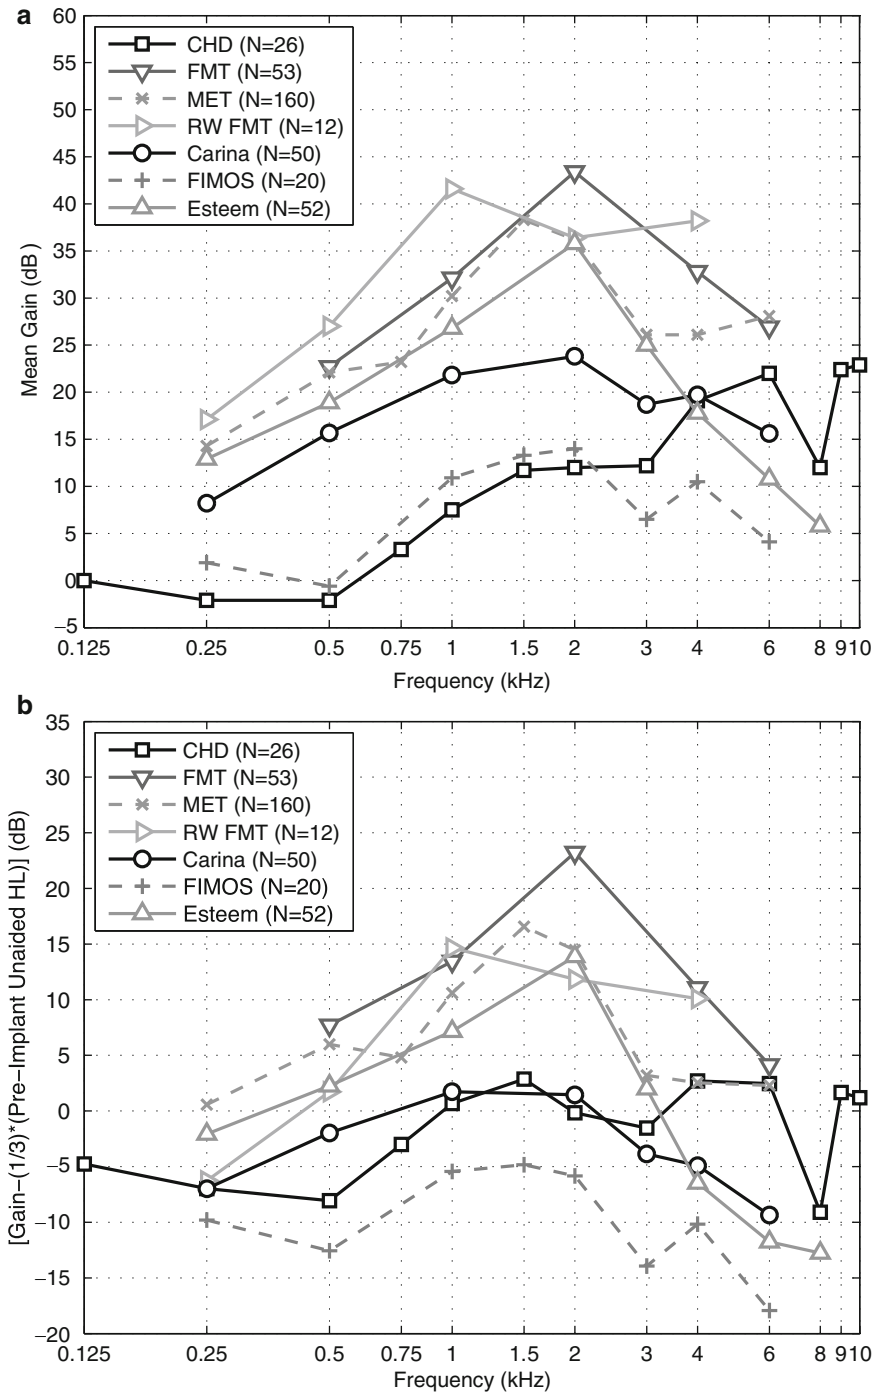 a
60
55
50
45
40
35
30
25
20
15
10
5
0
−5
Mean Gain (dB)
CHD (N=26)
FMT (N=53)
MET (N=160)
RW FMT (N=12)
Carina (N=50)
FIMOS (N=20)
Esteem (N=52)
0.125 0.25 0.5 0.75 1 1.5 2 3 4 6 8 9 10
Frequency (kHz)
b
35
30
25
20
15
10
5
0
−5
−10
−15
−20
[Gain−(1/3)*(Pre−Implant Unaided HL)] (dB)
CHD (N=26)
FMT (N=53)
MET (N=160)
RW FMT (N=12)
Carina (N=50)
FIMOS (N=20)
Esteem (N=52)
0.125 0.25 0.5 0.75 1 1.5 2 3 4 6 8 9 10
Frequency (kHz)